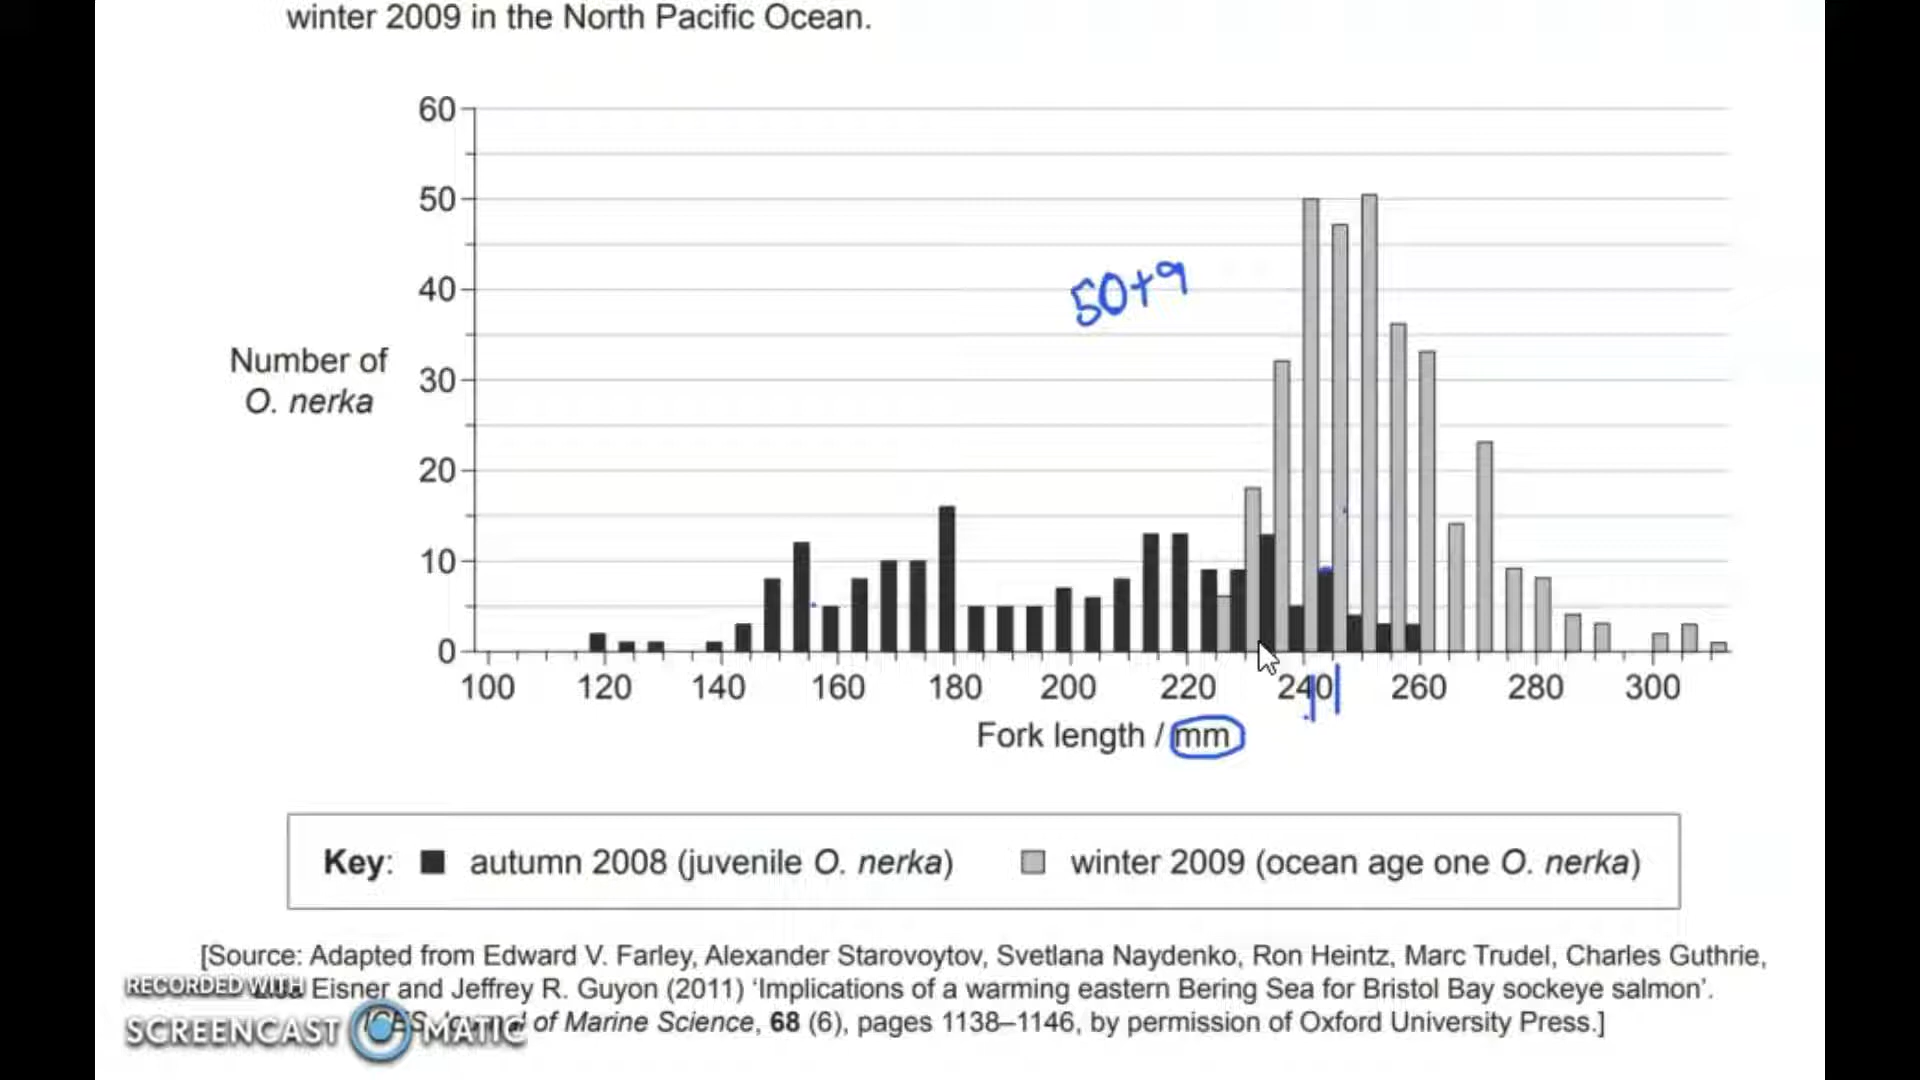 winter 2009 in the North Pacific Ocean.
60
50
40
30
20
10
0
Number of
O. nerka
50+9
100 120 140 160 180 200 220 240 260 280 300
Fork length / mm
Key: autumn 2008 (juvenile O. nerka) winter 2009 (ocean age one O. nerka)
[Source: Adapted from Edward V. Farley, Alexander Starovoytov, Svetlana Naydenko, Ron Heintz, Marc Trudel, Charles Guthrie,
Eisner and Jeffrey R. Guyon (2011) ‘Implications of a warming eastern Bering Sea for Bristol Bay sockeye salmon’.
ICES Journal of Marine Science, 68 (6), pages 1138–1146, by permission of Oxford University Press.]
RECORDED WITH
SCREENCAST MATIC